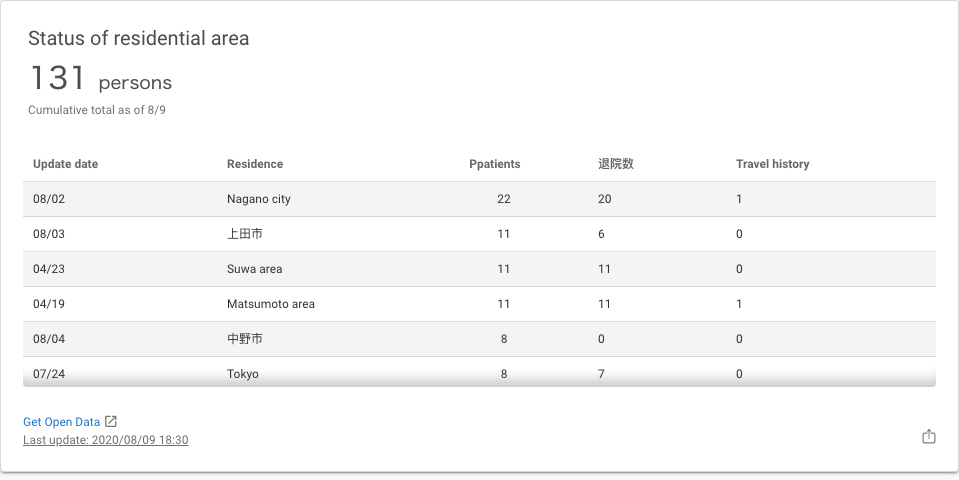 Status of residential area
131 persons
Cumulative total as of 8/9
Update date Residence Ppatients 退院数 Travel history
08/02 Nagano city 22 20 1
08/03 上田市 11 6 0
04/23 Suwa area 11 11 0
04/19 Matsumoto area 11 11 1
08/04 中野市 8 0 0
07/24 Tokyo 8 7 0
Get Open Data
Last update: 2020/08/09 18:30